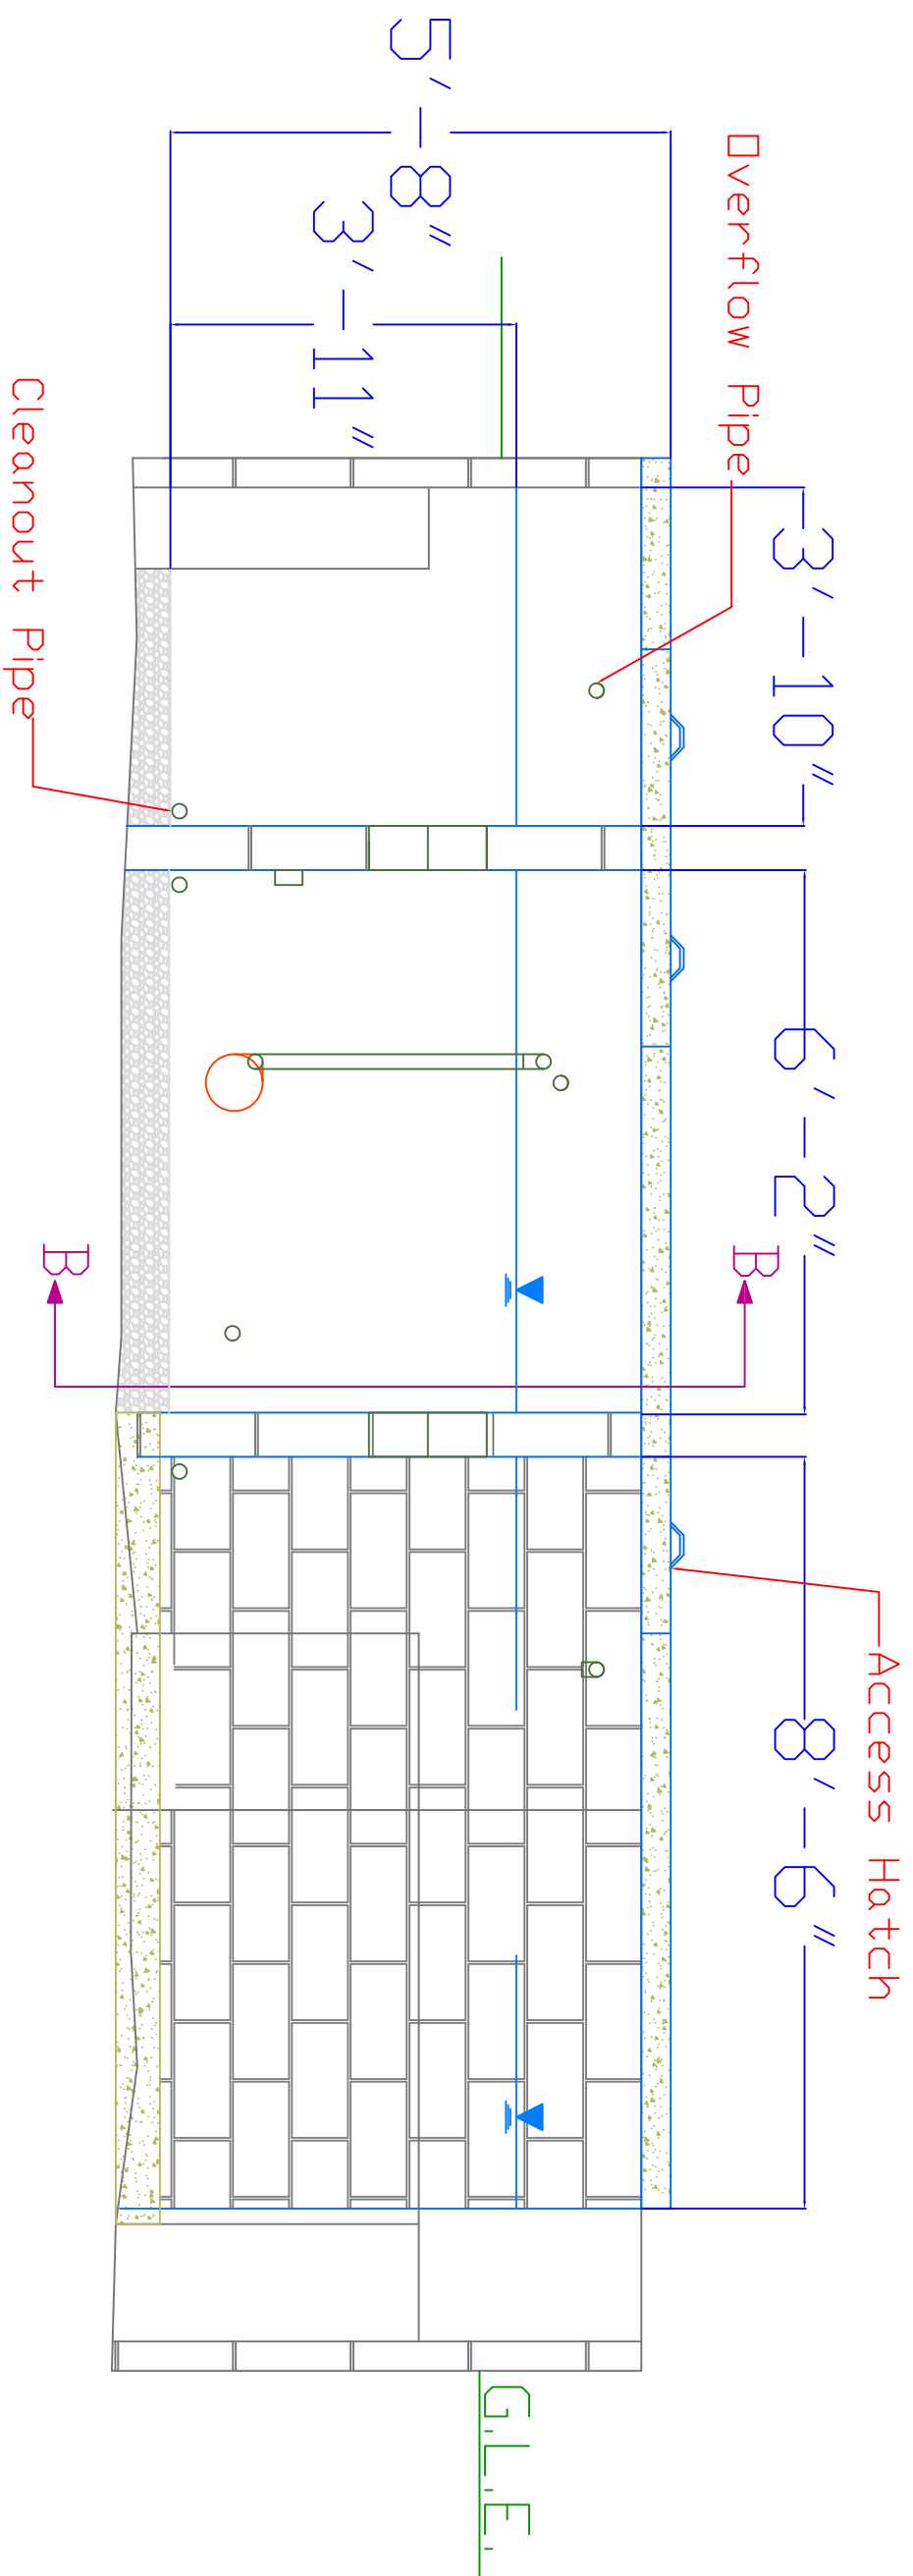 Overflow Pipe
Access Hatch
3'-10"
6'-2"
8'-6"
5'-8"
3'-11"
B
B
G.L.E.
Cleanout Pipe